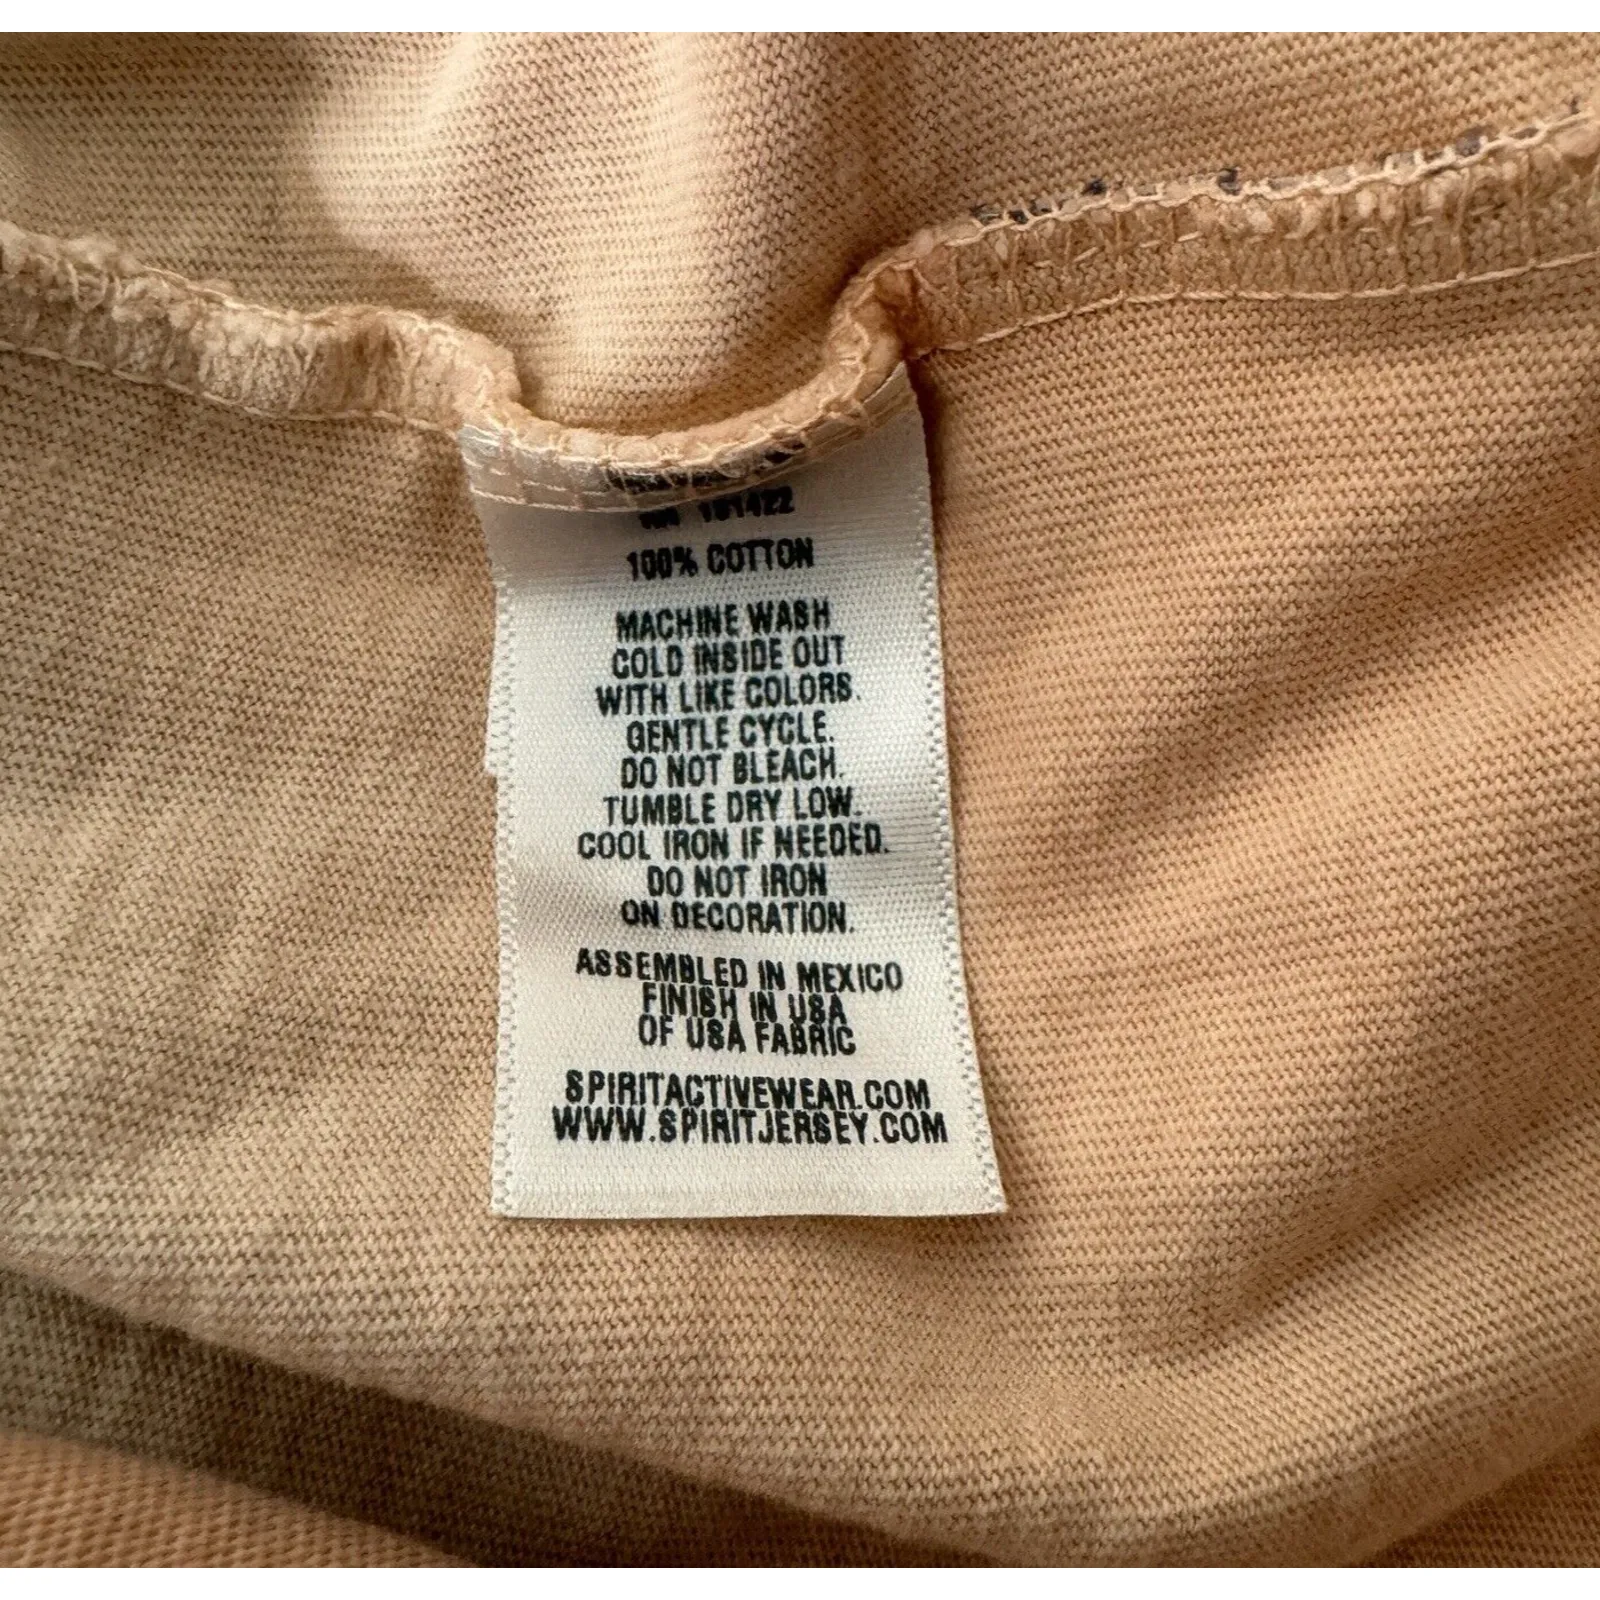 RN 101422
100% COTTON
MACHINE WASH
COLD INSIDE OUT
WITH LIKE COLORS.
GENTLE CYCLE.
DO NOT BLEACH.
TUMBLE DRY LOW.
COOL IRON IF NEEDED.
DO NOT IRON
ON DECORATION.
ASSEMBLED IN MEXICO
FINISH IN USA
OF USA FABRIC
SPIRITACTIVEWEAR.COM
WWW.SPIRITJERSEY.COM